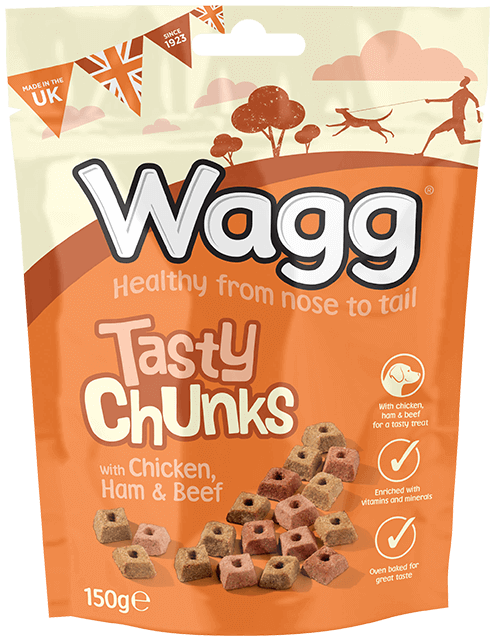 MADE IN THE
UK
SINCE
1923
Wagg®
Healthy from nose to tail
Tasty
Chunks
with Chicken,
Ham & Beef
With chicken,
ham & beef
for a tasty treat
Enriched with
vitamins and minerals
Oven baked for
great taste
150g℮